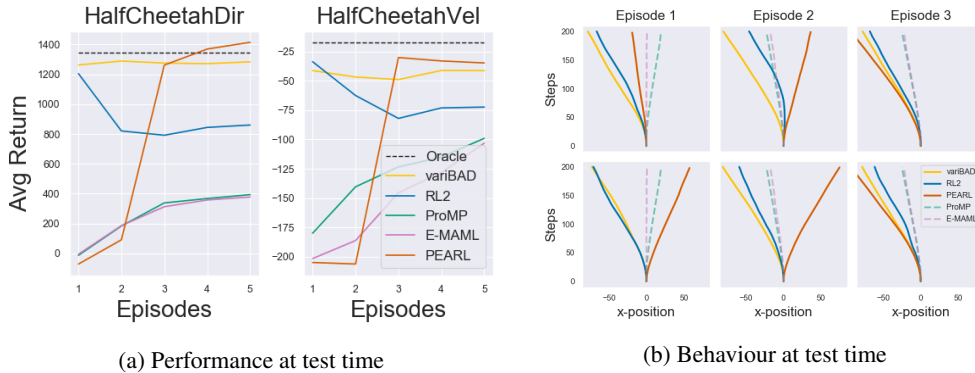 HalfCheetahDir
HalfCheetahVel
Avg Return
1400
1200
1000
800
600
400
200
0
1 2 3 4 5
Episodes
−25
−50
−75
−100
−125
−150
−175
−200
Oracle
variBAD
RL2
ProMP
E-MAML
PEARL
1 2 3 4 5
Episodes
(a) Performance at test time
Episode 1
Episode 2
Episode 3
Steps
200
150
100
50
0
Steps
200
150
100
50
0
variBAD
RL2
PEARL
ProMP
E-MAML
−50 0 50
−50 0 50
−50 0 50
x-position
x-position
x-position
(b) Behaviour at test time